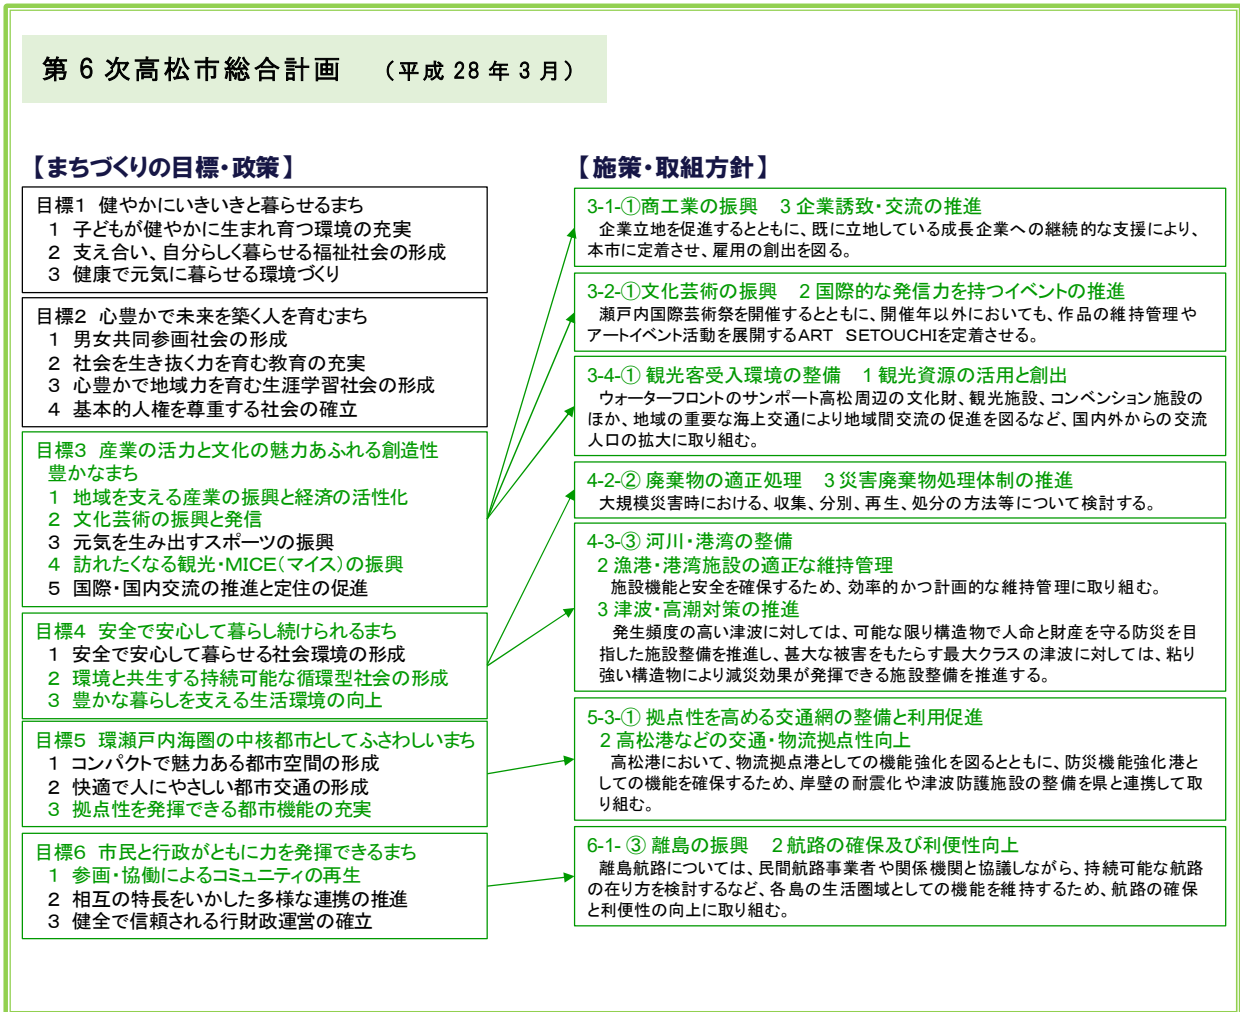 第6次高松市総合計画 (平成28年3月)
【まちづくりの目標・政策】
目標1 健やかにいきいきと暮らせるまち
1 子どもが健やかに生まれ育つ環境の充実
2 支え合い、自分らしく暮らせる福祉社会の形成
3 健康で元気に暮らせる環境づくり
目標2 心豊かで未来を築く人を育むまち
1 男女共同参画社会の形成
2 社会を生き抜く力を育む教育の充実
3 心豊かで地域力を育む生涯学習社会の形成
4 基本的人権を尊重する社会の確立
目標3 産業の活力と文化の魅力あふれる創造性
豊かなまち
1 地域を支える産業の振興と経済の活性化
2 文化芸術の振興と発信
3 元気を生み出すスポーツの振興
4 訪れたくなる観光・MICE(マイス)の振興
5 国際・国内交流の推進と定住の促進
目標4 安全で安心して暮らし続けられるまち
1 安全で安心して暮らせる社会環境の形成
2 環境と共生する持続可能な循環型社会の形成
3 豊かな暮らしを支える生活環境の向上
目標5 環瀬戸内海圏の中核都市としてふさわしいまち
1 コンパクトで魅力ある都市空間の形成
2 快適で人にやさしい都市交通の形成
3 拠点性を発揮できる都市機能の充実
目標6 市民と行政がともに力を発揮できるまち
1 参画・協働によるコミュニティの再生
2 相互の特長をいかした多様な連携の推進
3 健全で信頼される行財政運営の確立
【施策・取組方針】
3-1-①商工業の振興 3 企業誘致・交流の推進
企業立地を促進するとともに、既に立地している成長企業への継続的な支援により、
本市に定着させ、雇用の創出を図る。
3-2-①文化芸術の振興 2 国際的な発信力を持つイベントの推進
瀬戸内国際芸術祭を開催するとともに、開催年以外においても、作品の維持管理や
アートイベント活動を展開するART SETOUCHIを定着させる。
3-4-① 観光客受入環境の整備 1 観光資源の活用と創出
ウォーターフロントのサンポート高松周辺の文化財、観光施設、コンベンション施設の
ほか、地域の重要な海上交通により地域間交流の促進を図るなど、国内外からの交流
人口の拡大に取り組む。
4-2-② 廃棄物の適正処理 3 災害廃棄物処理体制の推進
大規模災害時における、収集、分別、再生、処分の方法等について検討する。
4-3-③ 河川・港湾の整備
2 漁港・港湾施設の適正な維持管理
施設機能と安全を確保するため、効率的かつ計画的な維持管理に取り組む。
3 津波・高潮対策の推進
発生頻度の高い津波に対しては、可能な限り構造物で人命と財産を守る防災を目
指した施設整備を推進し、甚大な被害をもたらす最大クラスの津波に対しては、粘り
強い構造物により減災効果が発揮できる施設整備を推進する。
5-3-① 拠点性を高める交通網の整備と利用促進
2 高松港などの交通・物流拠点性向上
高松港において、物流拠点港としての機能強化を図るとともに、防災機能強化港と
しての機能を確保するため、岸壁の耐震化や津波防護施設の整備を県と連携して取
り組む。
6-1-③ 離島の振興 2 航路の確保及び利便性向上
離島航路については、民間航路事業者や関係機関と協議しながら、持続可能な航路
の在り方を検討するなど、各島の生活圏域としての機能を維持するため、航路の確保
と利便性の向上に取り組む。